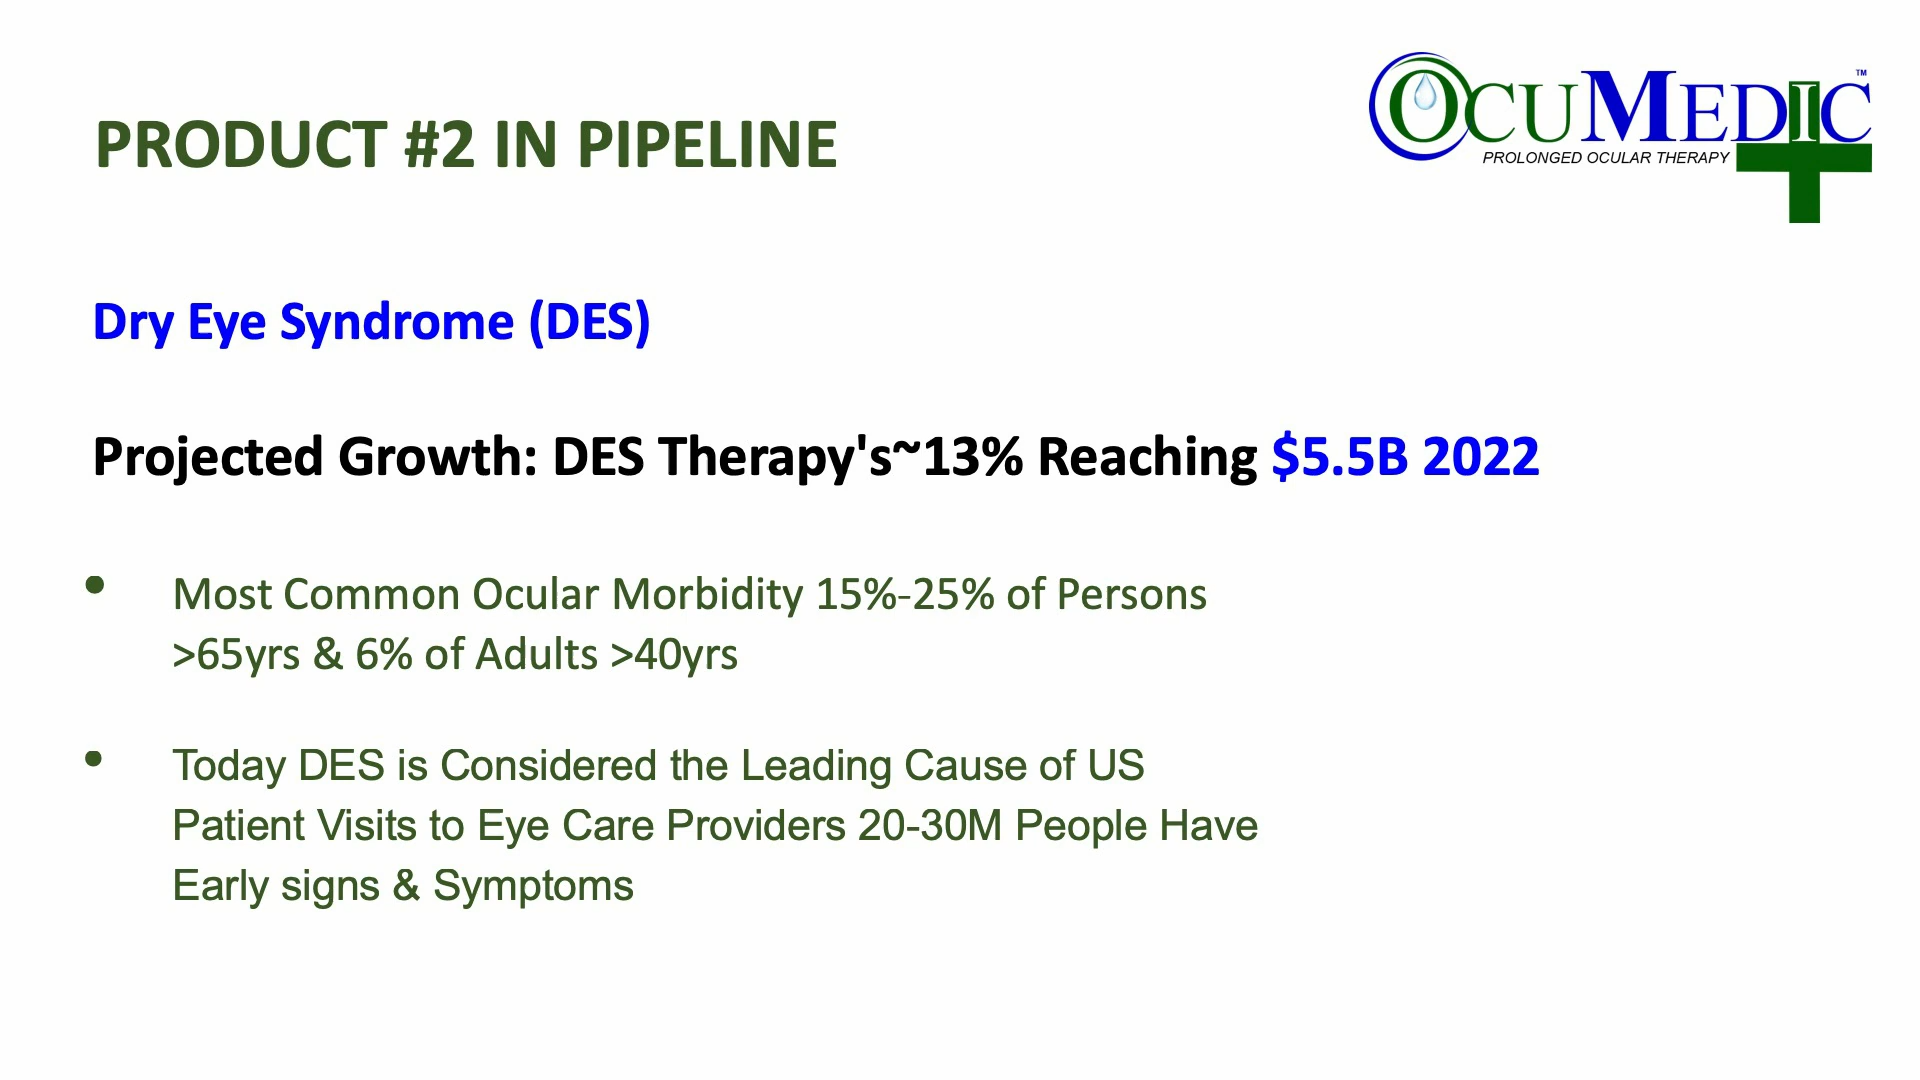 OCUMEDIC™
PROLONGED OCULAR THERAPY
PRODUCT #2 IN PIPELINE
Dry Eye Syndrome (DES)
Projected Growth: DES Therapy's~13% Reaching $5.5B 2022
• Most Common Ocular Morbidity 15%-25% of Persons
>65yrs & 6% of Adults >40yrs
• Today DES is Considered the Leading Cause of US
Patient Visits to Eye Care Providers 20-30M People Have
Early signs & Symptoms